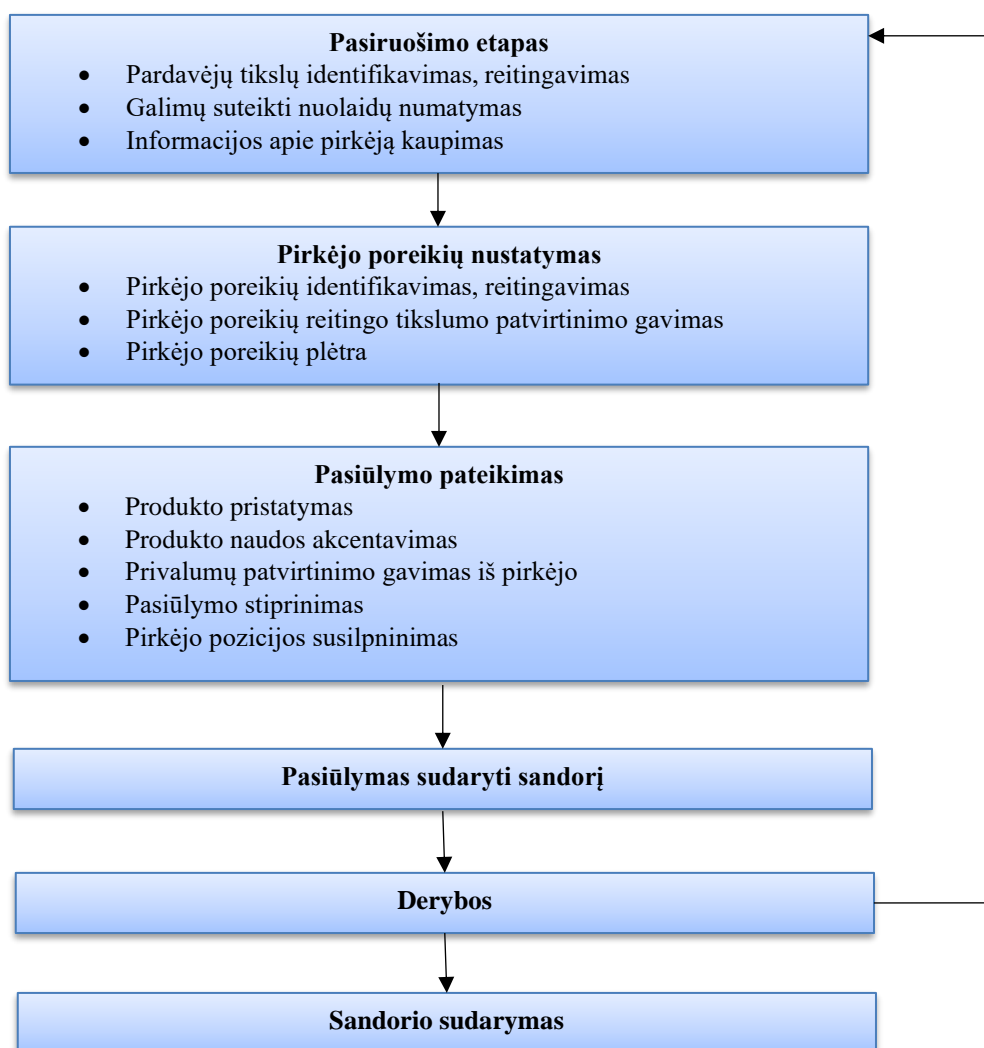 Pasiruošimo etapas
• Pardavėjų tikslų identifikavimas, reitingavimas
• Galimų suteikti nuolaidų numatymas
• Informacijos apie pirkėją kaupimas
Pirkėjo poreikių nustatymas
• Pirkėjo poreikių identifikavimas, reitingavimas
• Pirkėjo poreikių reitingo tikslumo patvirtinimo gavimas
• Pirkėjo poreikių plėtra
Pasiūlymo pateikimas
• Produkto pristatymas
• Produkto naudos akcentavimas
• Privalumų patvirtinimo gavimas iš pirkėjo
• Pasiūlymo stiprinimas
• Pirkėjo pozicijos susilpninimas
Pasiūlymas sudaryti sandorį
Derybos
Sandorio sudarymas